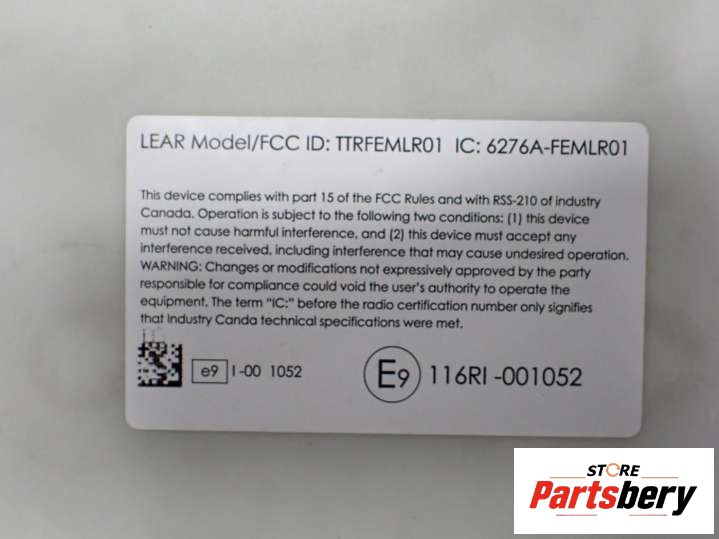 LEAR Model/FCC ID: TTRFEMLR01 IC: 6276A-FEMLR01
This device complies with part 15 of the FCC Rules and with RSS-210 of industry
Canada. Operation is subject to the following two conditions: (1) this device
must not cause harmful interference, and (2) this device must accept any
interference received, including interference that may cause undesired operation.
WARNING: Changes or modifications not expressively approved by the party
responsible for compliance could void the user's authority to operate the
equipment. The term "IC:" before the radio certification number only signifies
that Industry Canda technical specifications were met.
e9 I-00 1052
E9 116RI-001052
STORE
Partsbery